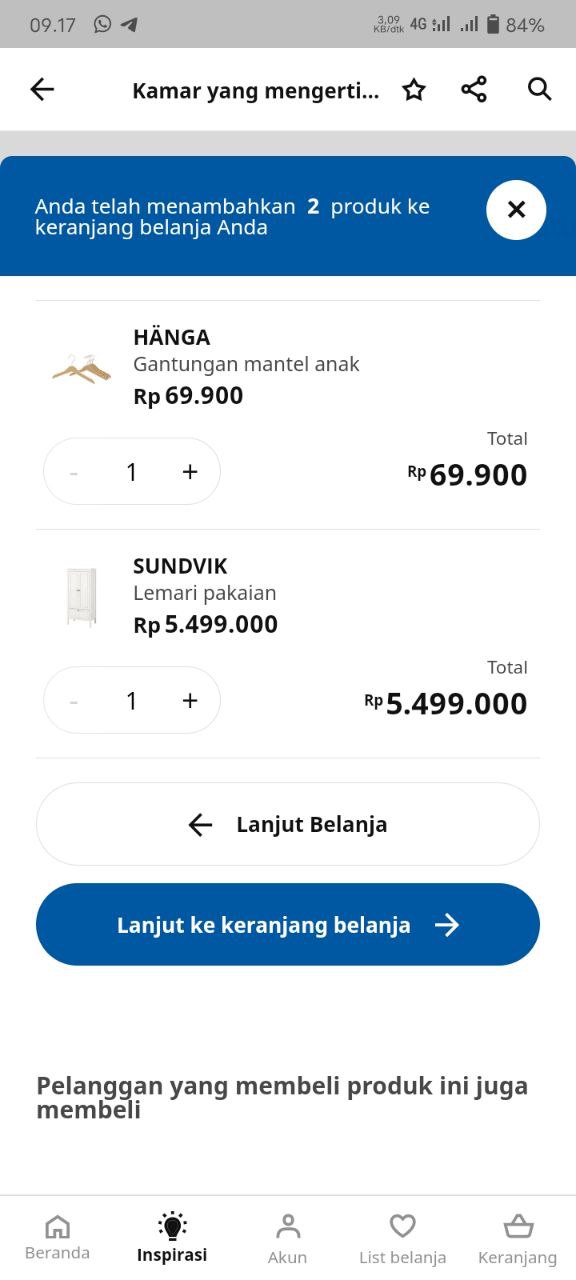 09.17 3,09 KB/dtk 4G 84%
Kamar yang mengerti...
Anda telah menambahkan 2 produk ke
keranjang belanja Anda
HÄNGA
Gantungan mantel anak
Rp 69.900
Total
- 1 + Rp 69.900
SUNDVIK
Lemari pakaian
Rp 5.499.000
Total
- 1 + Rp 5.499.000
Lanjut Belanja
Lanjut ke keranjang belanja
Pelanggan yang membeli produk ini juga
membeli
Beranda Inspirasi Akun List belanja Keranjang